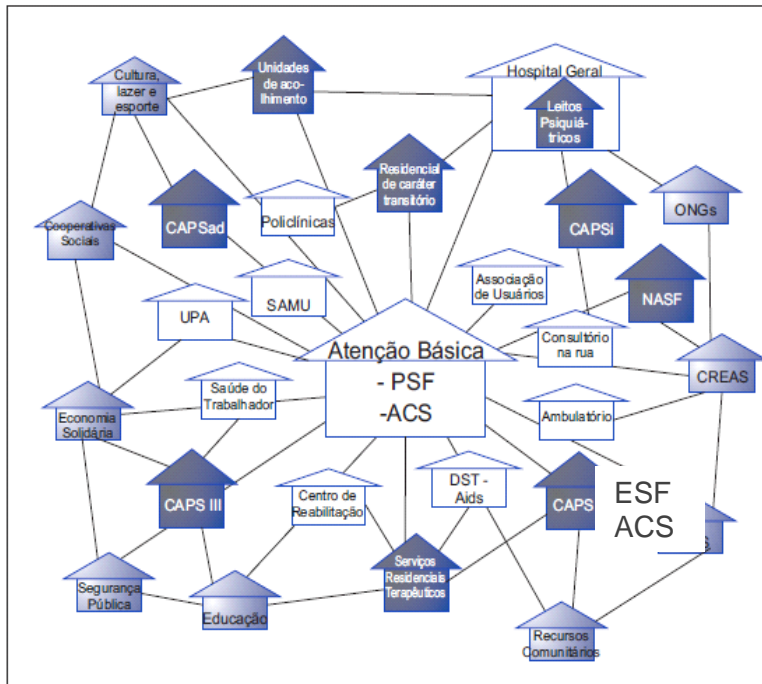 Cultura,
lazer e
esporte
Unidades
de aco-
lhimento
Hospital Geral
Leitos
Psiquiá-
tricos
Residencial
de caráter
transitório
CAPSad
Policlínicas
CAPSi
ONGs
Cooperativas
Sociais
Associação
de Usuários
NASF
UPA
SAMU
Atenção Básica
- PSF
-ACS
Consultório
na rua
CREAS
Saúde do
Trabalhador
Economia
Solidária
Ambulatório
CAPS III
Centro de
Reabilitação
DST -
Aids
CAPS
ESF
ACS
Segurança
Pública
Educação
Serviços
Residenciais
Terapêuticos
Recursos
Comunitários